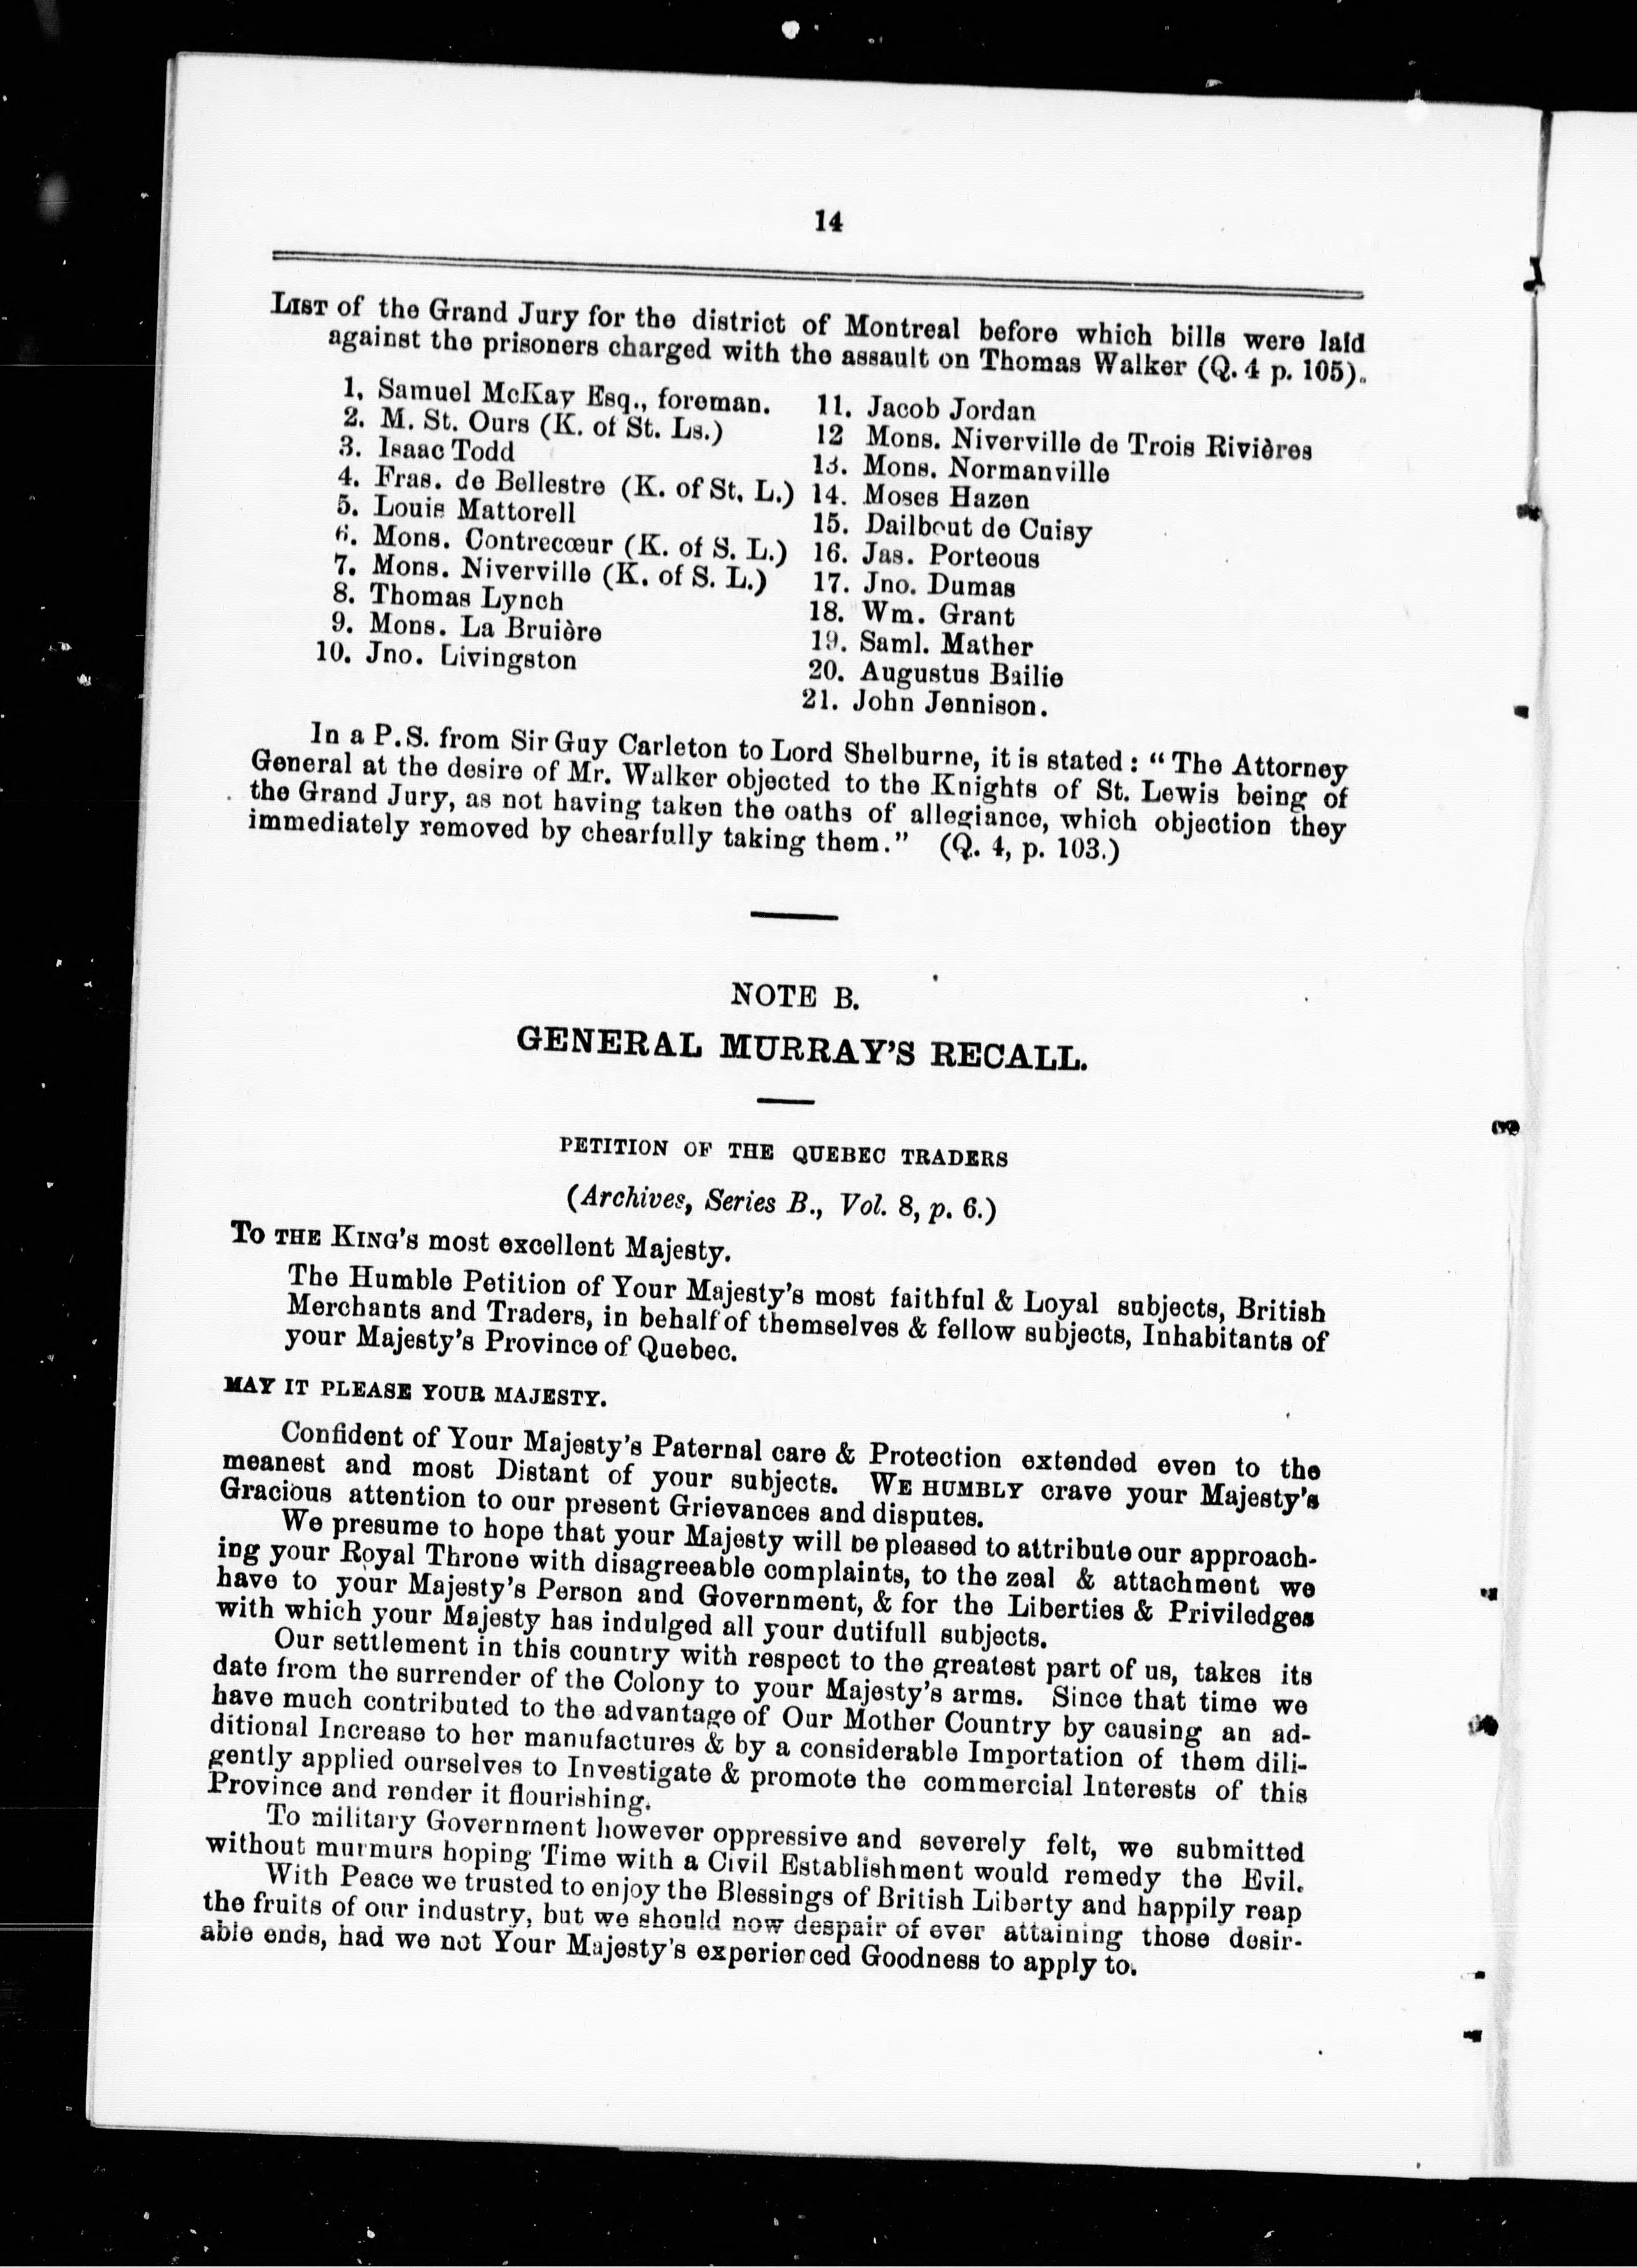 14
LIST of the Grand Jury for the district of Montreal before which bills were laid
against the prisoners charged with the assault on Thomas Walker (Q. 4 p. 105).
1, Samuel McKay Esq., foreman.
2. M. St. Ours (K. of St. Ls.)
3. Isaac Todd
4. Fras. de Bellestre (K. of St. L.)
5. Louis Mattorell
6. Mons. Contrecœur (K. of S. L.)
7. Mons. Niverville (K. of S. L.)
8. Thomas Lynch
9. Mons. La Bruière
10. Jno. Livingston
11. Jacob Jordan
12 Mons. Niverville de Trois Rivières
13. Mons. Normanville
14. Moses Hazen
15. Dailbout de Cuisy
16. Jas. Porteous
17. Jno. Dumas
18. Wm. Grant
19. Saml. Mather
20. Augustus Bailie
21. John Jennison.
In a P.S. from Sir Guy Carleton to Lord Shelburne, it is stated : “ The Attorney
General at the desire of Mr. Walker objected to the Knights of St. Lewis being of
the Grand Jury, as not having taken the oaths of allegiance, which objection they
immediately removed by chearfully taking them.” (Q. 4, p. 103.)
NOTE B.
GENERAL MURRAY’S RECALL.
PETITION OF THE QUEBEC TRADERS
(Archives, Series B., Vol. 8, p. 6.)
TO THE KING’S most excellent Majesty.
The Humble Petition of Your Majesty’s most faithful & Loyal subjects, British
Merchants and Traders, in behalf of themselves & fellow subjects, Inhabitants of
your Majesty’s Province of Quebec.
MAY IT PLEASE YOUR MAJESTY.
Confident of Your Majesty’s Paternal care & Protection extended even to the
meanest and most Distant of your subjects. WE HUMBLY crave your Majesty’s
Gracious attention to our present Grievances and disputes.
We presume to hope that your Majesty will be pleased to attribute our approach-
ing your Royal Throne with disagreeable complaints, to the zeal & attachment we
have to your Majesty’s Person and Government, & for the Liberties & Priviledges
with which your Majesty has indulged all your dutifull subjects.
Our settlement in this country with respect to the greatest part of us, takes its
date from the surrender of the Colony to your Majesty’s arms. Since that time we
have much contributed to the advantage of Our Mother Country by causing an ad-
ditional Increase to her manufactures & by a considerable Importation of them dili-
gently applied ourselves to Investigate & promote the commercial Interests of this
Province and render it flourishing.
To military Government however oppressive and severely felt, we submitted
without murmurs hoping Time with a Civil Establishment would remedy the Evil.
With Peace we trusted to enjoy the Blessings of British Liberty and happily reap
the fruits of our industry, but we should now despair of ever attaining those desir-
able ends, had we not Your Majesty’s experienced Goodness to apply to.